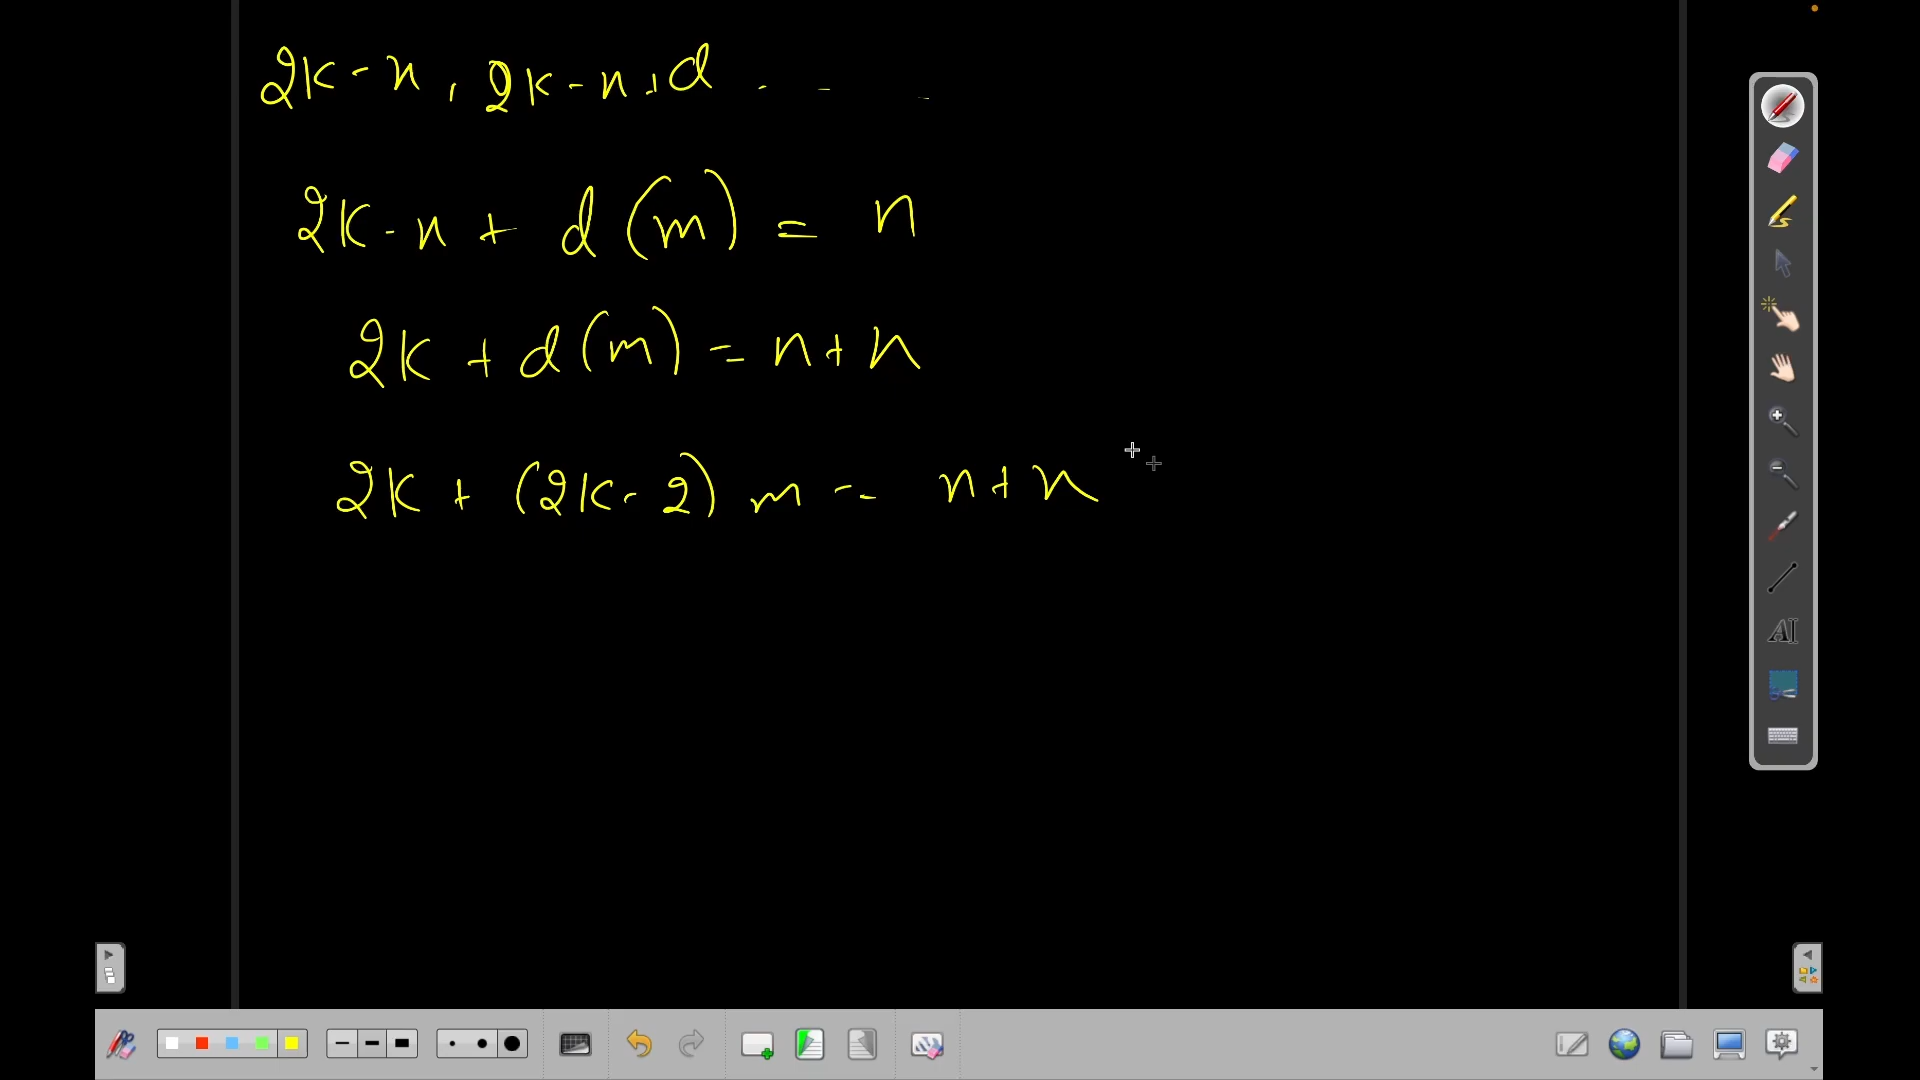 2k - x , 2k - x + d . - -
2k - x + d (m) = n
2k + d (m) = n + x
2k + (2k - 2) m = n + x